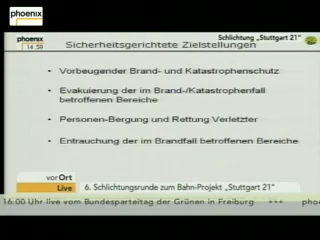 phoenix
phoenix
14:59
Schlichtung „Stuttgart 21"
Sicherheitsgerichtete Zielstellungen
• Vorbeugender Brand- und Katastrophenschutz
• Evakuierung der im Brand-/Katastrophenfall
betroffenen Bereiche
• Personen-Bergung und Rettung Verletzter
• Entrauchung der im Brandfall betroffenen Bereiche
vor Ort
Live
6. Schlichtungsrunde zum Bahn-Projekt „Stuttgart 21"
16:00 Uhr live vom Bundesparteitag der Grünen in Freiburg +++ phoenix